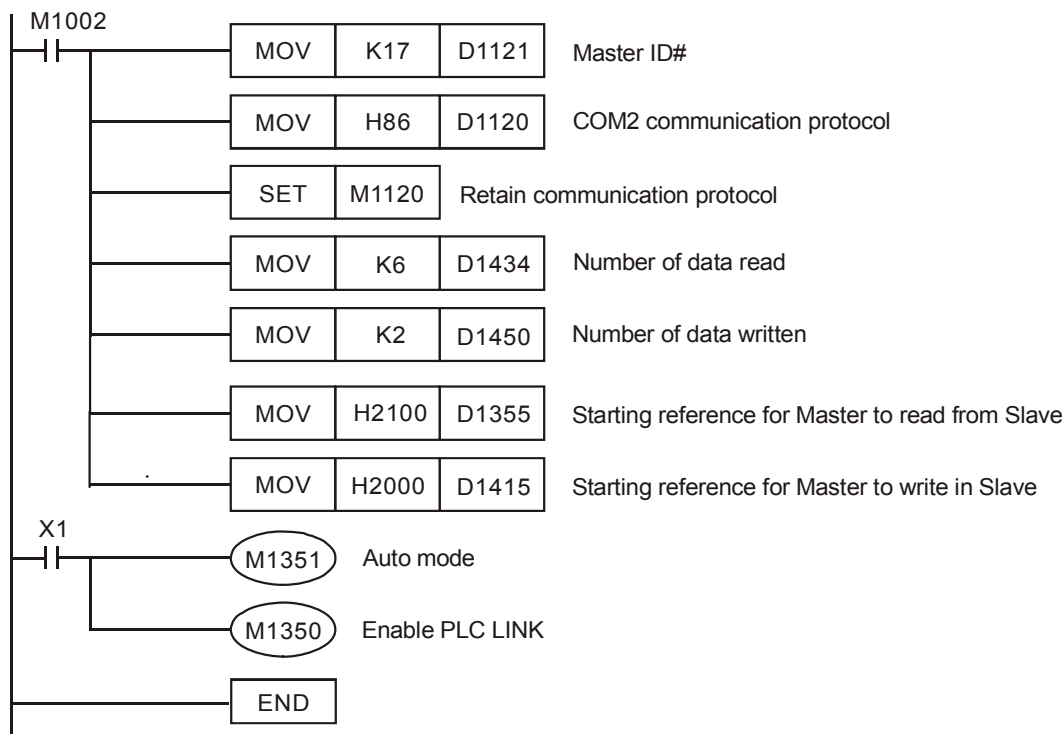 M1002
MOV K17 D1121 Master ID#
MOV H86 D1120 COM2 communication protocol
SET M1120 Retain communication protocol
MOV K6 D1434 Number of data read
MOV K2 D1450 Number of data written
MOV H2100 D1355 Starting reference for Master to read from Slave
MOV H2000 D1415 Starting reference for Master to write in Slave
X1
M1351 Auto mode
M1350 Enable PLC LINK
END